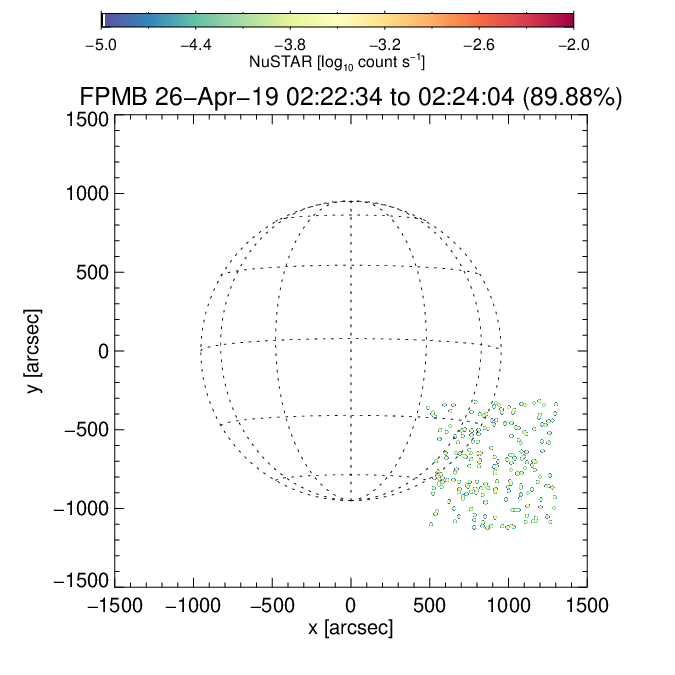 −5.0 −4.4 −3.8 −3.2 −2.6 −2.0
NuSTAR [log₁₀ count s⁻¹]
FPMB 26−Apr−19 02:22:34 to 02:24:04 (89.88%)
1500
1000
500
0
−500
−1000
−1500
y [arcsec]
−1500 −1000 −500 0 500 1000 1500
x [arcsec]